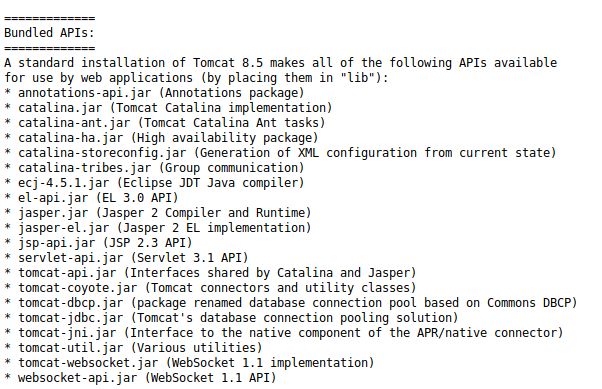 =============
Bundled APIs:
=============
A standard installation of Tomcat 8.5 makes all of the following APIs available
for use by web applications (by placing them in "lib"):
* annotations-api.jar (Annotations package)
* catalina.jar (Tomcat Catalina implementation)
* catalina-ant.jar (Tomcat Catalina Ant tasks)
* catalina-ha.jar (High availability package)
* catalina-storeconfig.jar (Generation of XML configuration from current state)
* catalina-tribes.jar (Group communication)
* ecj-4.5.1.jar (Eclipse JDT Java compiler)
* el-api.jar (EL 3.0 API)
* jasper.jar (Jasper 2 Compiler and Runtime)
* jasper-el.jar (Jasper 2 EL implementation)
* jsp-api.jar (JSP 2.3 API)
* servlet-api.jar (Servlet 3.1 API)
* tomcat-api.jar (Interfaces shared by Catalina and Jasper)
* tomcat-coyote.jar (Tomcat connectors and utility classes)
* tomcat-dbcp.jar (package renamed database connection pool based on Commons DBCP)
* tomcat-jdbc.jar (Tomcat's database connection pooling solution)
* tomcat-jni.jar (Interface to the native component of the APR/native connector)
* tomcat-util.jar (Various utilities)
* tomcat-websocket.jar (WebSocket 1.1 implementation)
* websocket-api.jar (WebSocket 1.1 API)